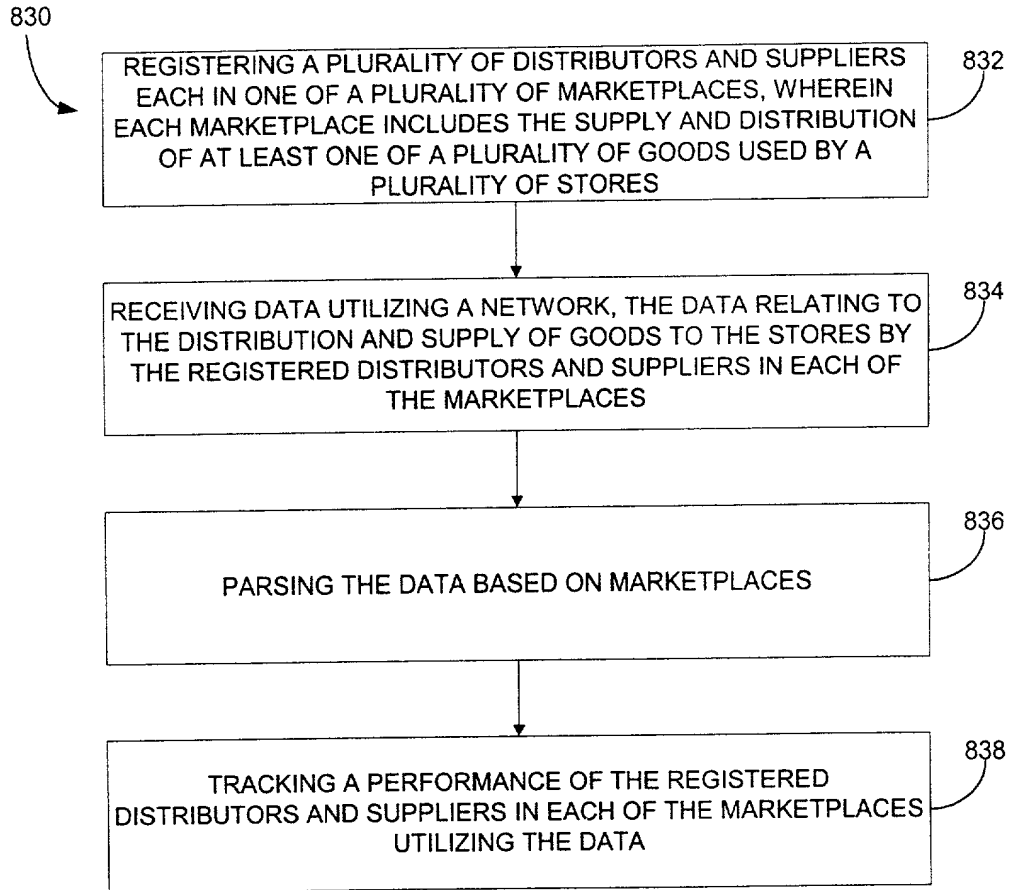 830
REGISTERING A PLURALITY OF DISTRIBUTORS AND SUPPLIERS
EACH IN ONE OF A PLURALITY OF MARKETPLACES, WHEREIN
EACH MARKETPLACE INCLUDES THE SUPPLY AND DISTRIBUTION
OF AT LEAST ONE OF A PLURALITY OF GOODS USED BY A
PLURALITY OF STORES
832
RECEIVING DATA UTILIZING A NETWORK, THE DATA RELATING TO
THE DISTRIBUTION AND SUPPLY OF GOODS TO THE STORES BY
THE REGISTERED DISTRIBUTORS AND SUPPLIERS IN EACH OF
THE MARKETPLACES
834
PARSING THE DATA BASED ON MARKETPLACES
836
TRACKING A PERFORMANCE OF THE REGISTERED
DISTRIBUTORS AND SUPPLIERS IN EACH OF THE MARKETPLACES
UTILIZING THE DATA
838